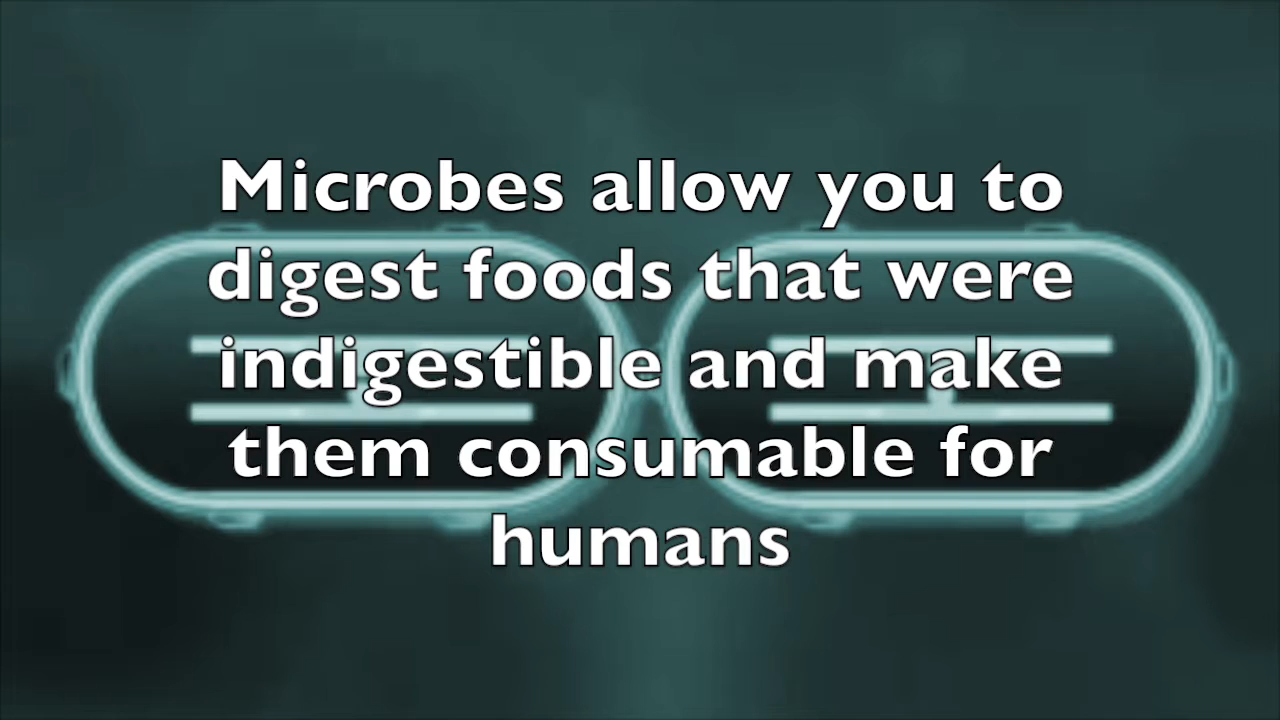 Microbes allow you to
digest foods that were
indigestible and make
them consumable for
humans